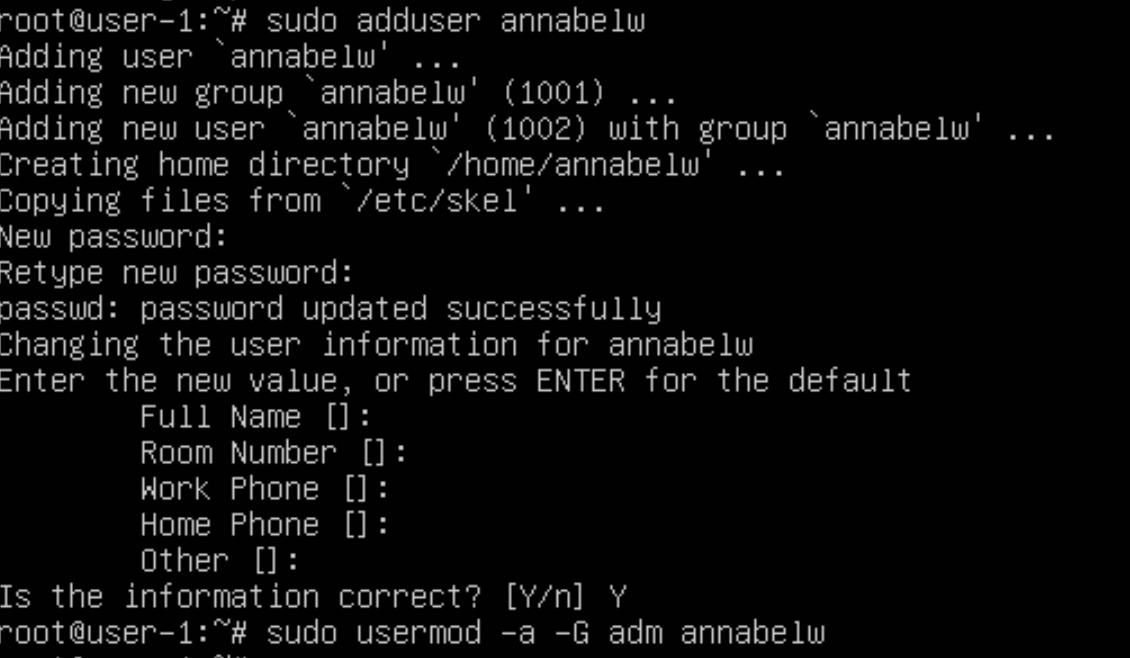 root@user-1:~# sudo adduser annabelw
Adding user `annabelw' ...
Adding new group `annabelw' (1001) ...
Adding new user `annabelw' (1002) with group `annabelw' ...
Creating home directory `/home/annabelw' ...
Copying files from `/etc/skel' ...
New password:
Retype new password:
passwd: password updated successfully
Changing the user information for annabelw
Enter the new value, or press ENTER for the default
Full Name []:
Room Number []:
Work Phone []:
Home Phone []:
Other []:
Is the information correct? [Y/n] Y
root@user-1:~# sudo usermod -a -G adm annabelw